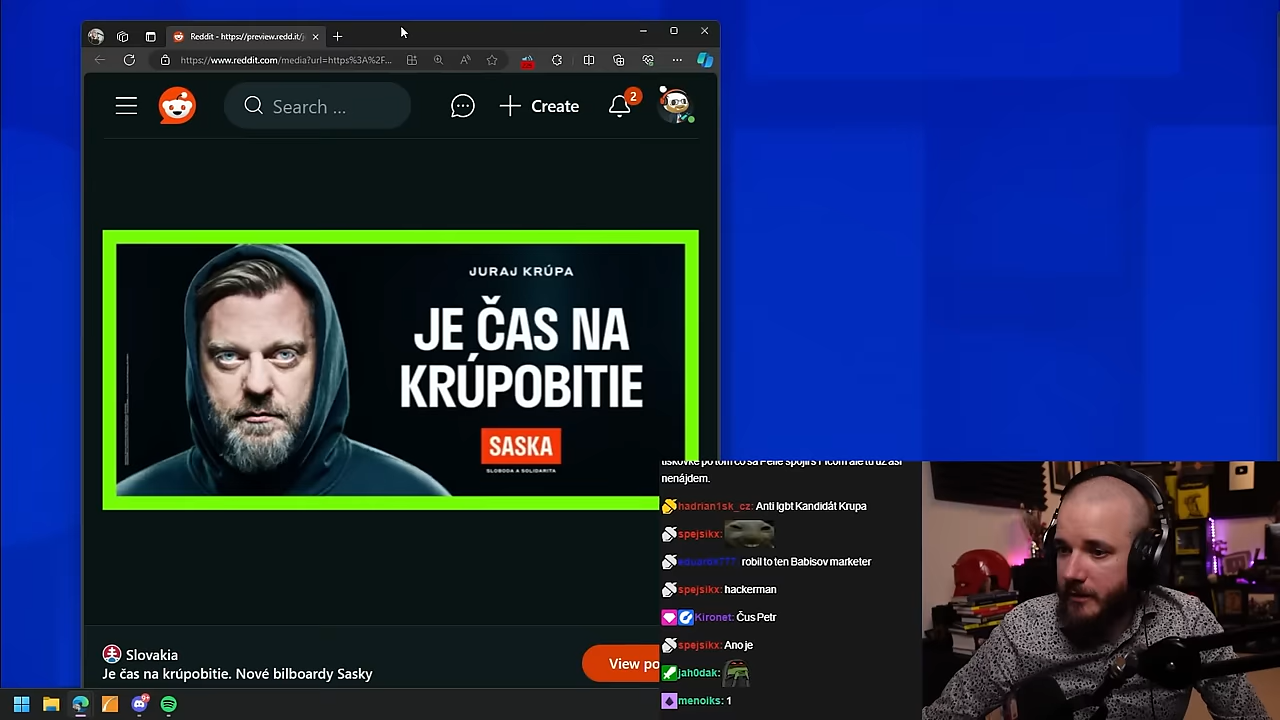 Reddit - https://preview.redd.it/j
https://www.reddit.com/media?url=https%3A%2F...
Search ...
Create
2
JURAJ KRÚPA
JE ČAS NA
KRÚPOBITIE
SASKA
SLOBODA A SOLIDARITA
Slovakia
Je čas na krúpobitie. Nové bilboardy Sasky
View po
nenájdem.
hadrian1sk_cz: Anti lgbt Kandidát Krupa
spejsikx:
eduardk777: robil to ten Babisov marketer
spejsikx: hackerman
Kironet: Čus Petr
spejsikx: Ano je
jah0dak:
menoiks: 1